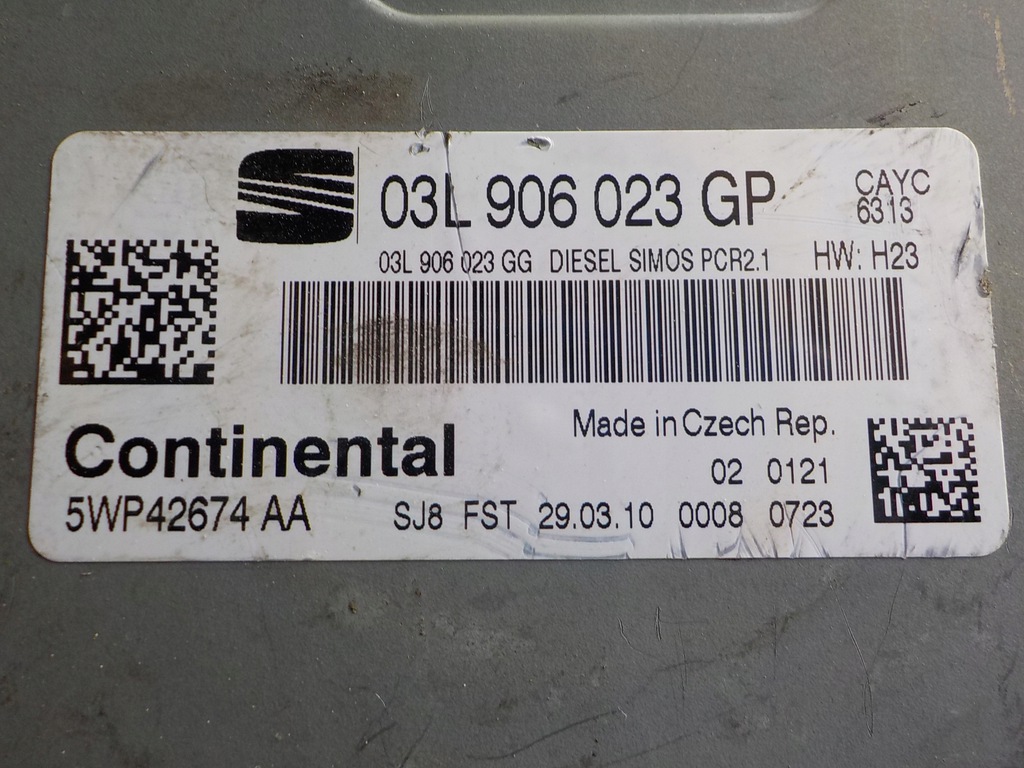 03L 906 023 GP CAYC
6313
03L 906 023 GG DIESEL SIMOS PCR2.1 HW: H23
Made in Czech Rep.
Continental
02 0121
5WP42674 AA SJ8 FST 29.03.10 0008 0723